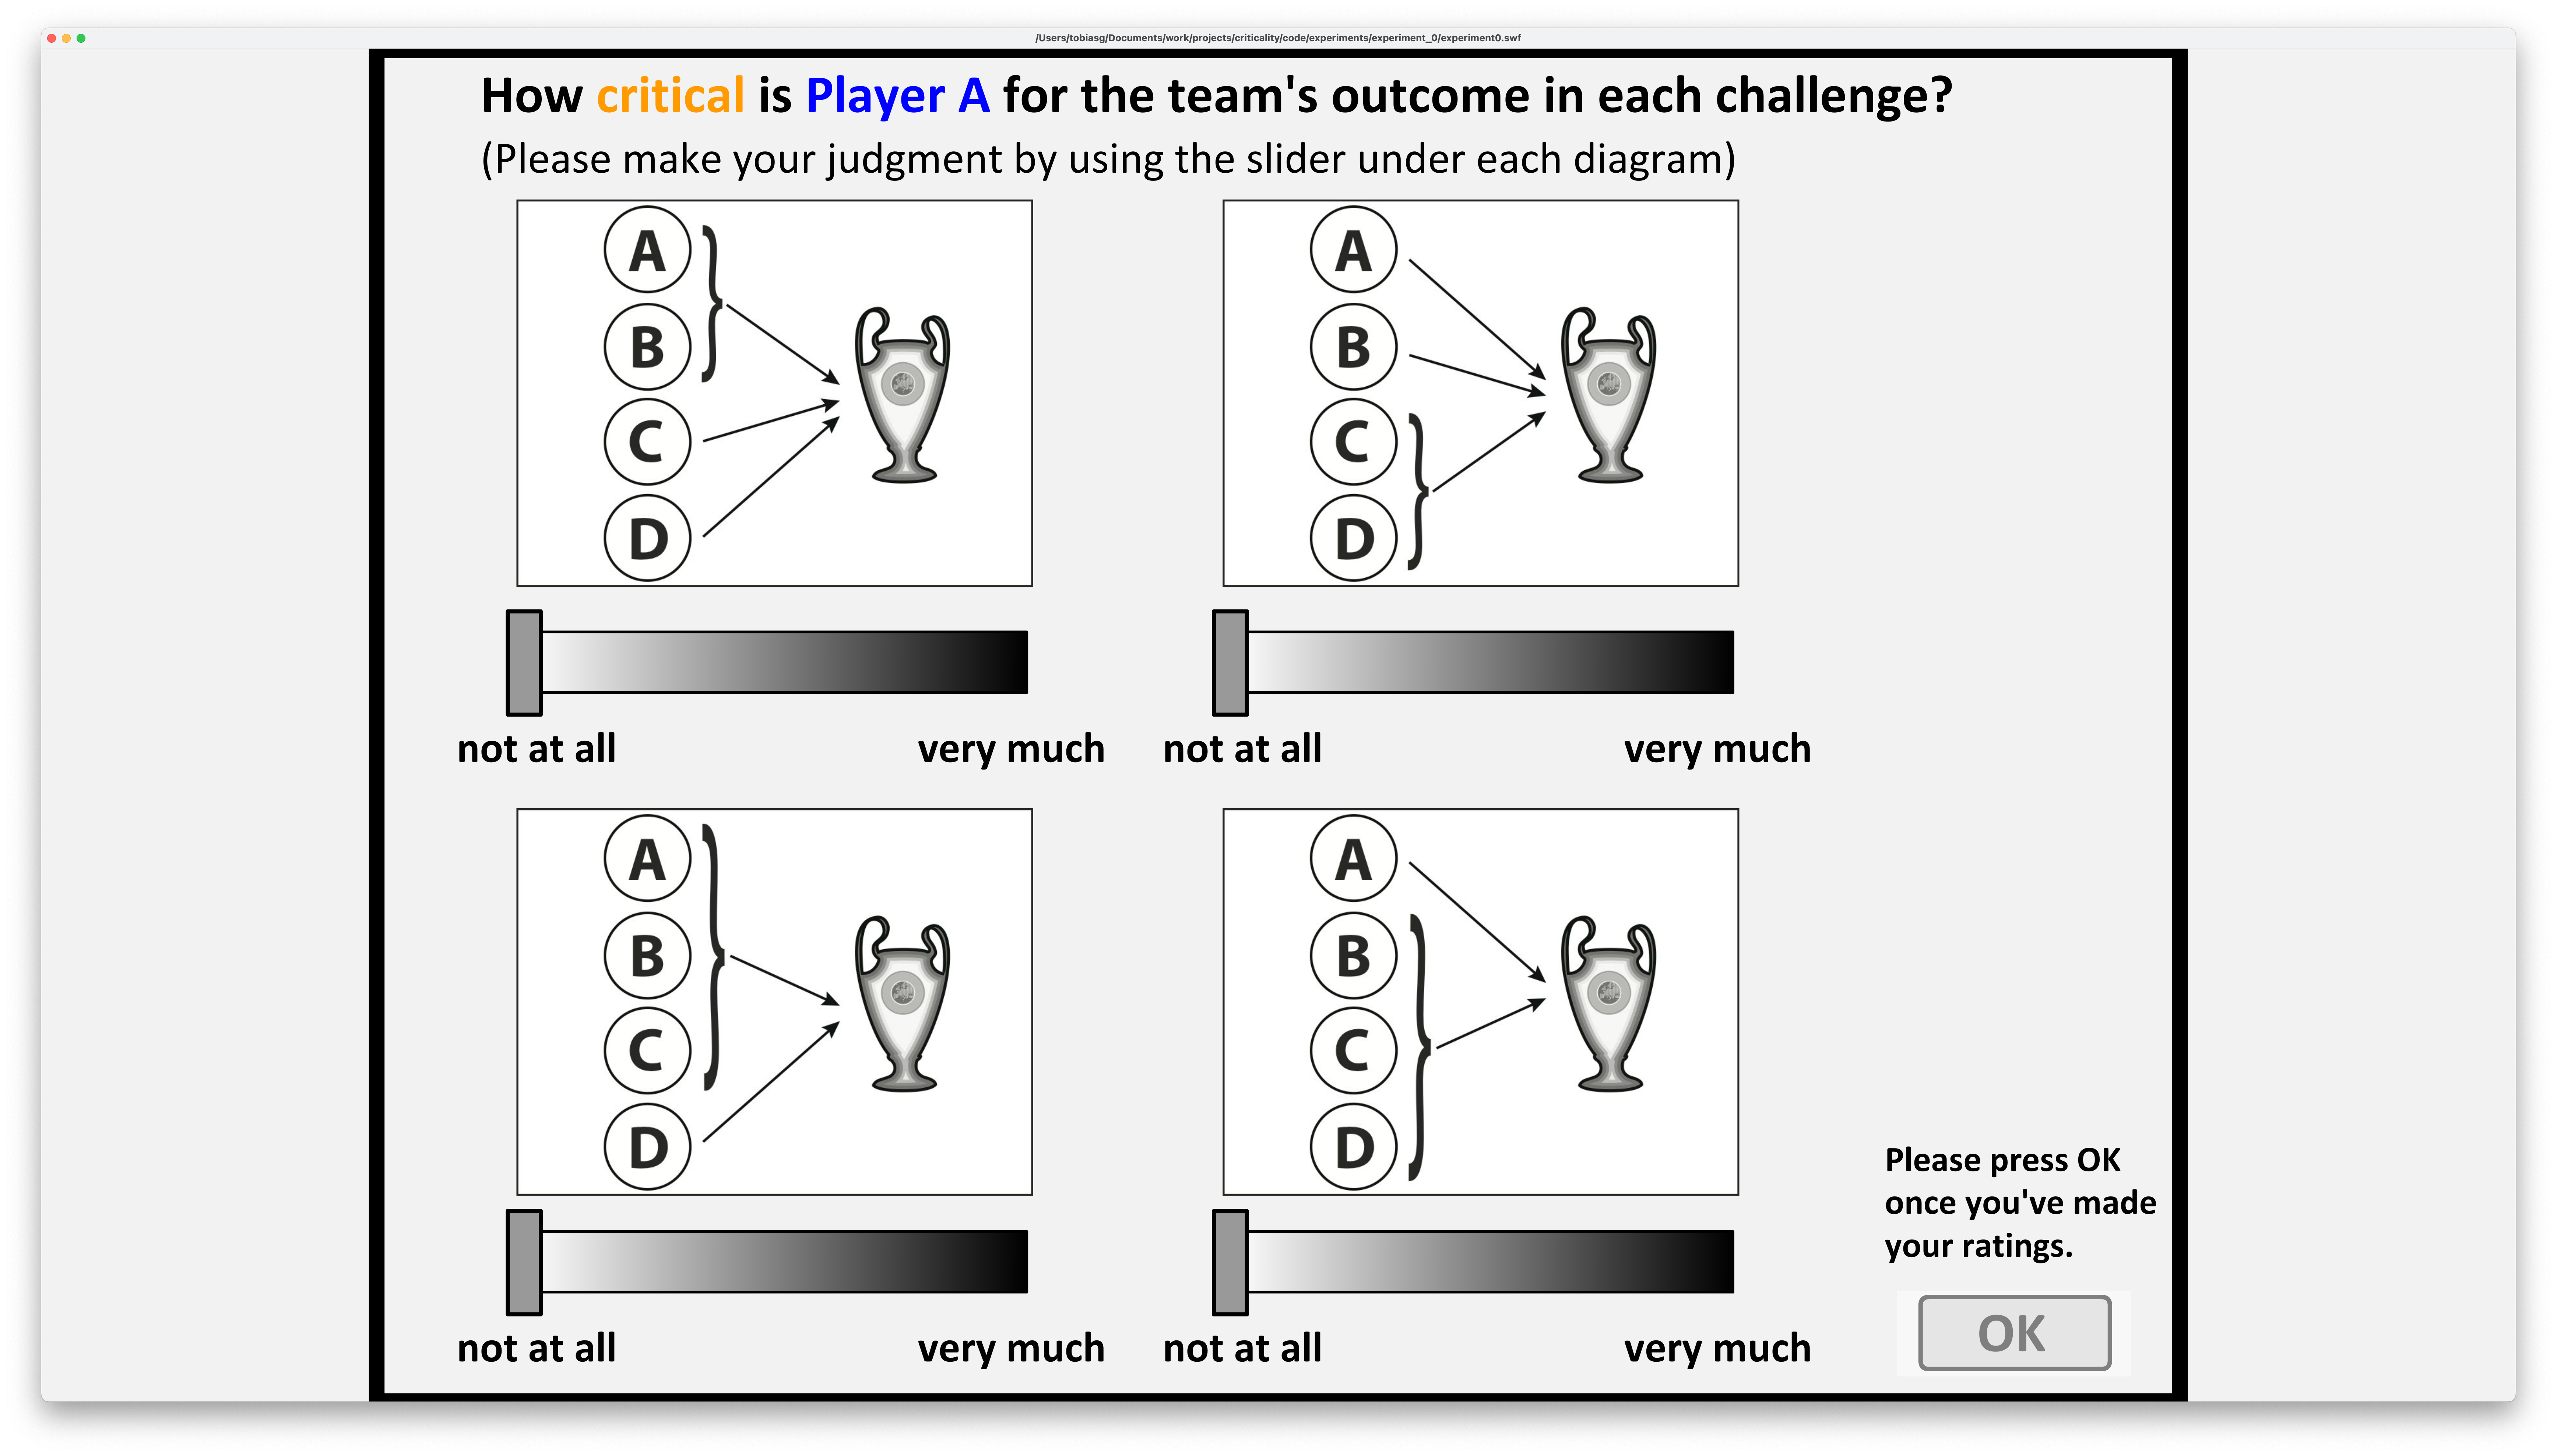 /Users/tobiasg/Documents/work/projects/criticality/code/experiments/experiment_0/experiment0.swf
How critical is Player A for the team's outcome in each challenge?
(Please make your judgment by using the slider under each diagram)
A
B
C
D
not at all very much
A
B
C
D
not at all very much
A
B
C
D
not at all very much
A
B
C
D
not at all very much
Please press OK
once you've made
your ratings.
OK